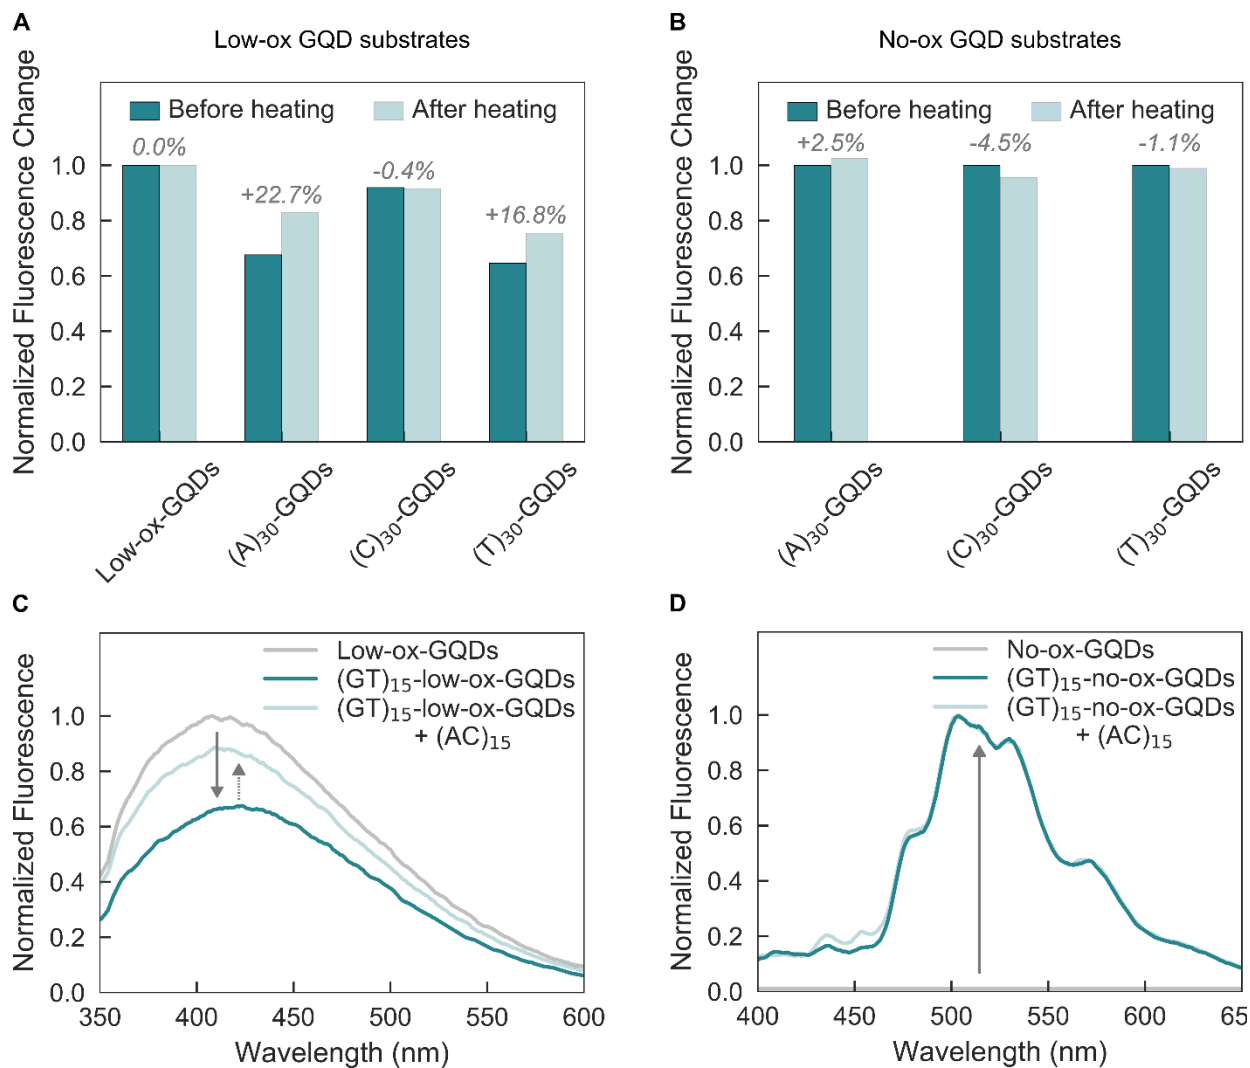 A
Low-ox GQD substrates
Normalized Fluorescence Change
Before heating
After heating
0.0%
+22.7%
-0.4%
+16.8%
1.0
0.8
0.6
0.4
0.2
0.0
Low-ox-GQDs
(A)₃₀-GQDs
(C)₃₀-GQDs
(T)₃₀-GQDs
B
No-ox GQD substrates
Normalized Fluorescence Change
Before heating
After heating
+2.5%
-4.5%
-1.1%
1.0
0.8
0.6
0.4
0.2
0.0
(A)₃₀-GQDs
(C)₃₀-GQDs
(T)₃₀-GQDs
C
Normalized Fluorescence
Low-ox-GQDs
(GT)₁₅-low-ox-GQDs
(GT)₁₅-low-ox-GQDs
+ (AC)₁₅
1.0
0.8
0.6
0.4
0.2
0.0
350 400 450 500 550 600
Wavelength (nm)
D
Normalized Fluorescence
No-ox-GQDs
(GT)₁₅-no-ox-GQDs
(GT)₁₅-no-ox-GQDs
+ (AC)₁₅
1.0
0.8
0.6
0.4
0.2
0.0
400 450 500 550 600 65
Wavelength (nm)